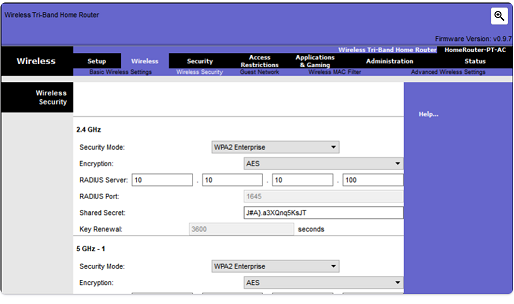 Wireless Tri-Band Home Router
Firmware Version: v0.9.7
Wireless Tri-Band Home Router HomeRouter-PT-AC
Wireless Setup Wireless Security Access Restrictions Applications & Gaming Administration Status
Basic Wireless Settings Wireless Security Guest Network Wireless MAC Filter Advanced Wireless Settings
Wireless Security
Help...
2.4 GHz
Security Mode: WPA2 Enterprise
Encryption: AES
RADIUS Server: 10 . 10 . 10 . 100
RADIUS Port: 1645
Shared Secret: J#A}.a3XQnq5KsJT
Key Renewal: 3600 seconds
5 GHz - 1
Security Mode: WPA2 Enterprise
Encryption: AES